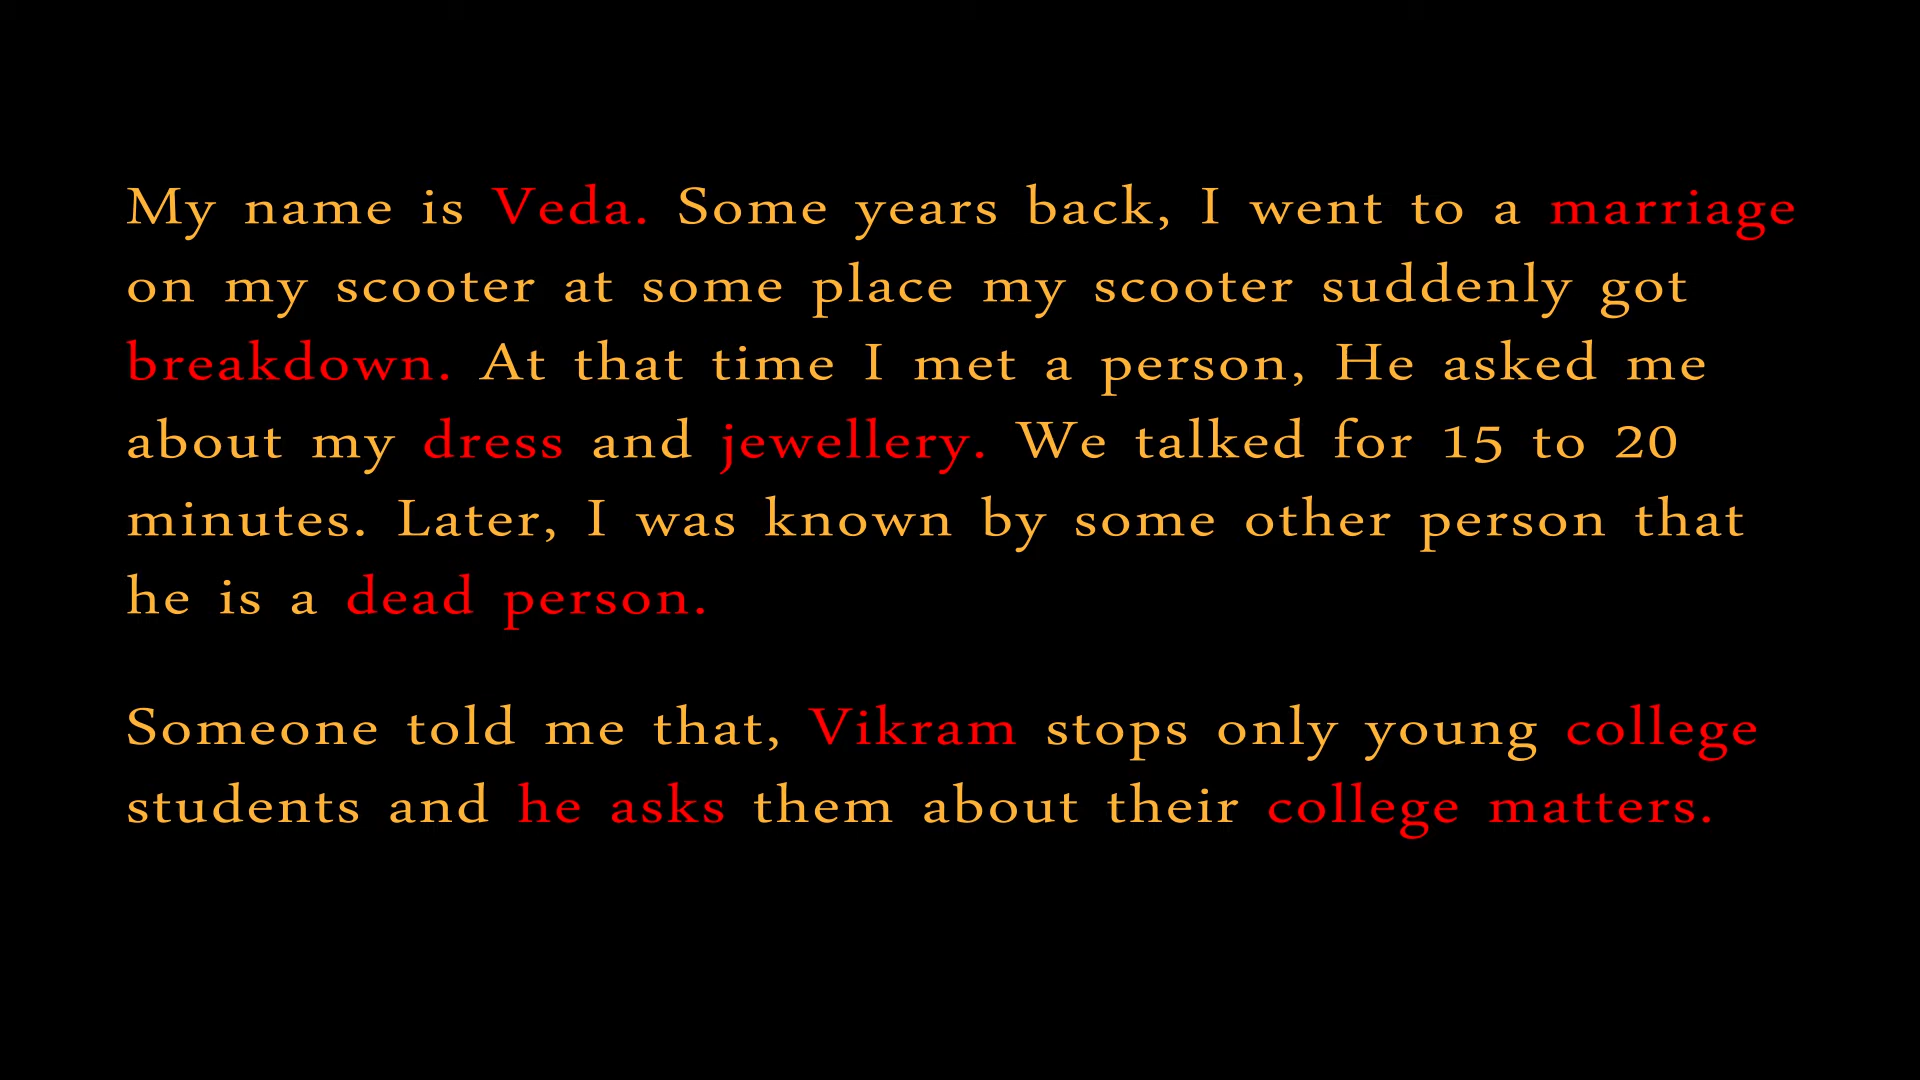 My name is Veda. Some years back, I went to a marriage
on my scooter at some place my scooter suddenly got
breakdown. At that time I met a person, He asked me
about my dress and jewellery. We talked for 15 to 20
minutes. Later, I was known by some other person that
he is a dead person.
Someone told me that, Vikram stops only young college
students and he asks them about their college matters.